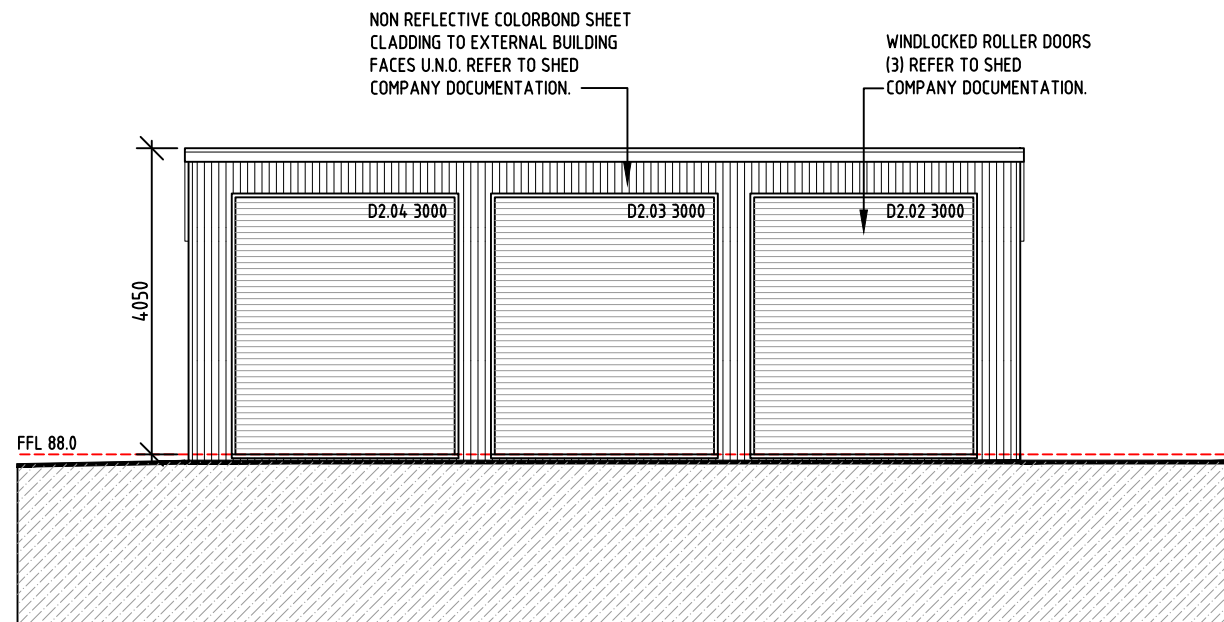 NON REFLECTIVE COLORBOND SHEET
CLADDING TO EXTERNAL BUILDING
FACES U.N.O. REFER TO SHED
COMPANY DOCUMENTATION.
WINDLOCKED ROLLER DOORS
(3) REFER TO SHED
COMPANY DOCUMENTATION.
D2.04 3000
D2.03 3000
D2.02 3000
4050
FFL 88.0